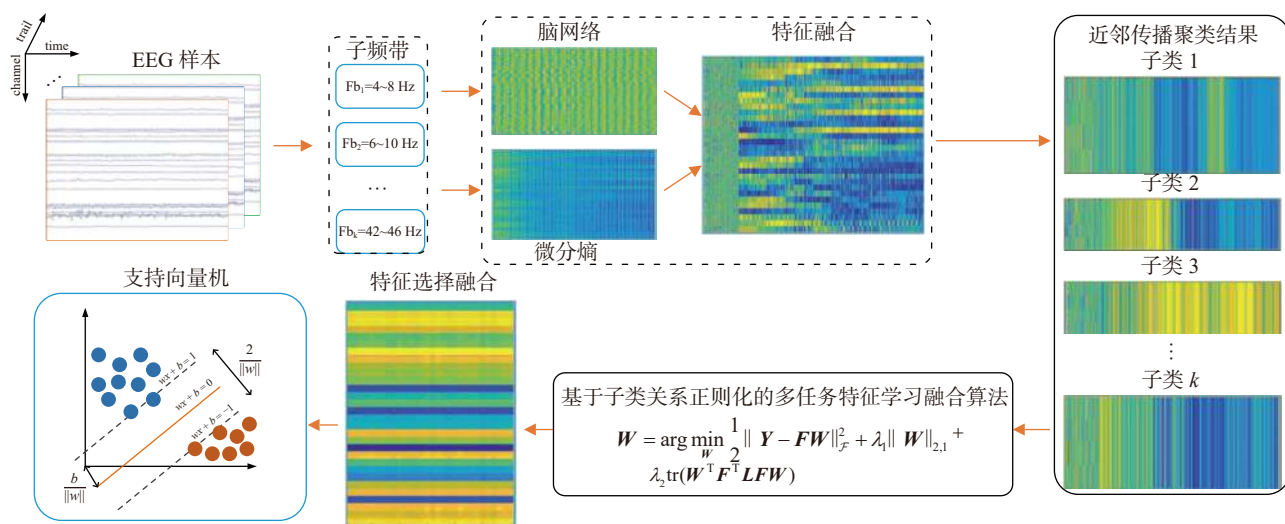 trail
time
channel
…
EEG 样本
子频带
Fb₁=4~8 Hz
Fb₂=6~10 Hz
…
Fbₖ=42~46 Hz
脑网络
微分熵
特征融合
近邻传播聚类结果
子类 1
子类 2
子类 3
⋮
子类 k
基于子类关系正则化的多任务特征学习融合算法
W = arg min_W 1/2 ‖ Y − FW‖²_F + λ₁‖ W‖₂,₁ +
λ₂tr(WᵀFᵀLFW)
特征选择融合
支持向量机
wx + b = 1
wx + b = 0
wx + b = −1
2/‖w‖
b/‖w‖